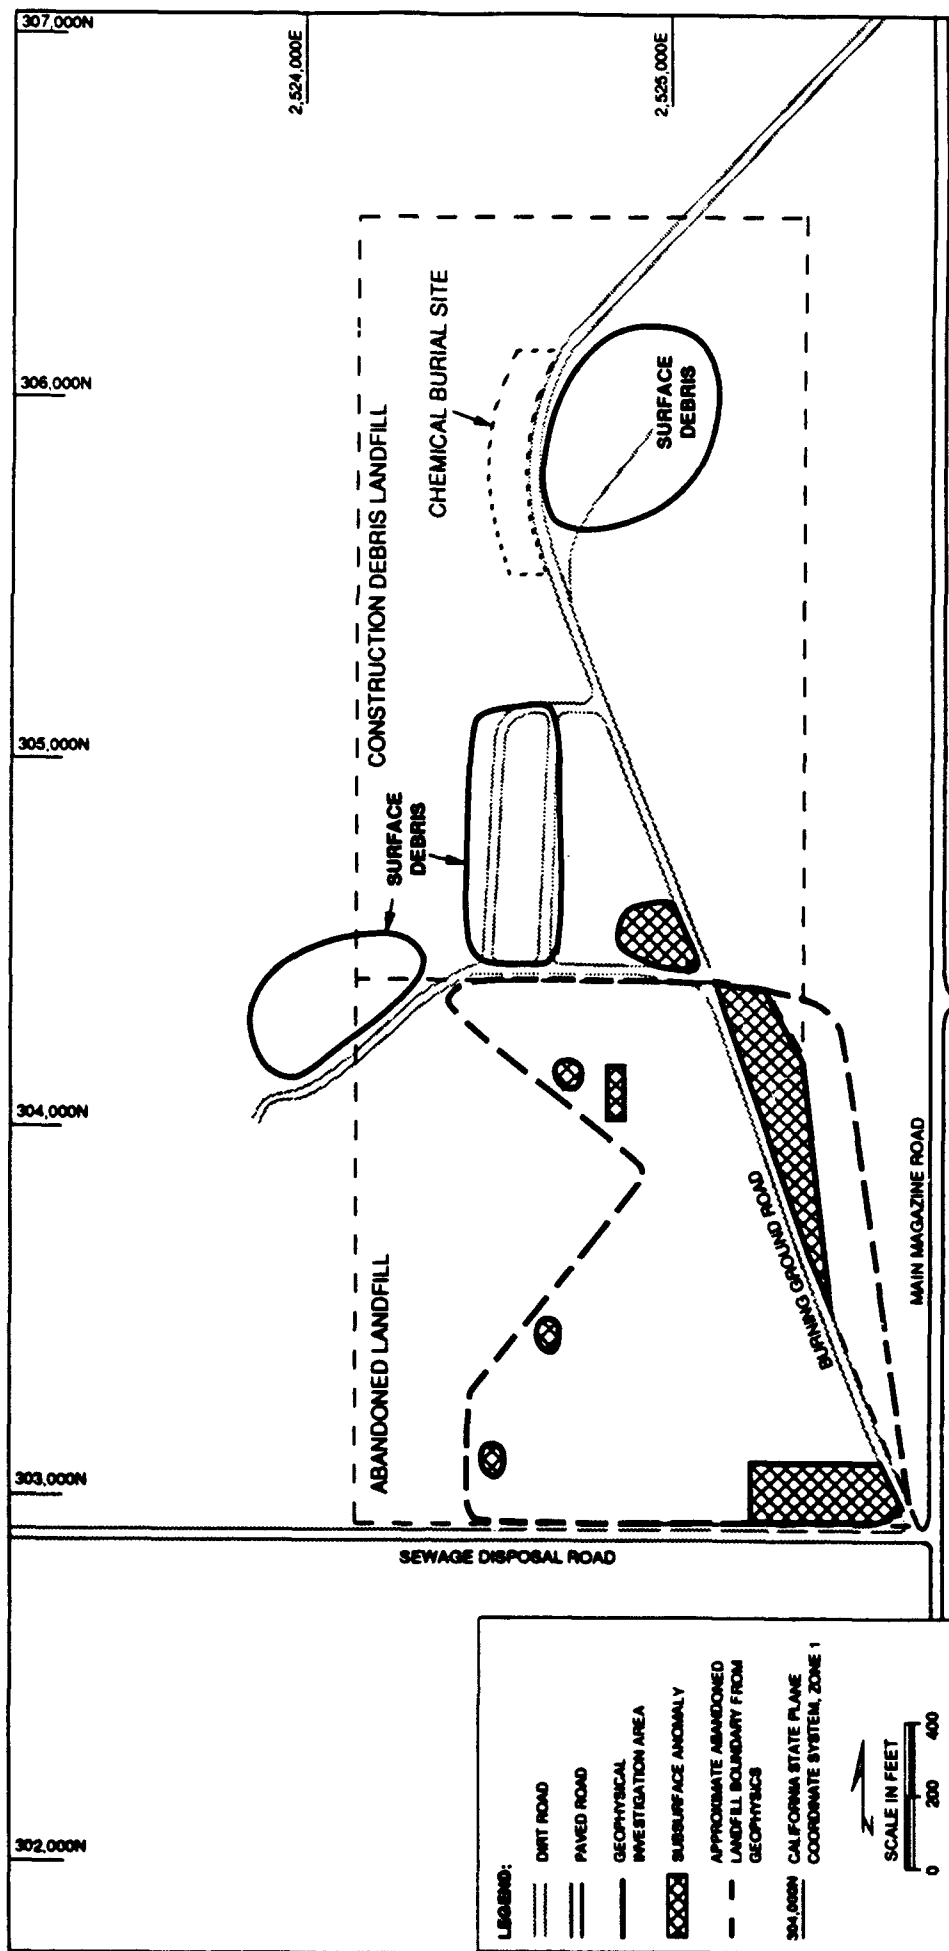 307,000N
2,524,000E
2,525,000E
306,000N
CHEMICAL BURIAL SITE
CONSTRUCTION DEBRIS LANDFILL
SURFACE
DEBRIS
305,000N
SURFACE
DEBRIS
304,000N
ABANDONED LANDFILL
BURNING GROUND ROAD
MAIN MAGAZINE ROAD
303,000N
SEWAGE DISPOSAL ROAD
302,000N
LEGEND:
DIRT ROAD
PAVED ROAD
GEOPHYSICAL
INVESTIGATION AREA
SUBSURFACE ANOMALY
APPROXIMATE ABANDONED
LANDFILL BOUNDARY FROM
GEOPHYSICS
304,000N CALIFORNIA STATE PLANE
COORDINATE SYSTEM, ZONE 1
N
SCALE IN FEET
0 200 400